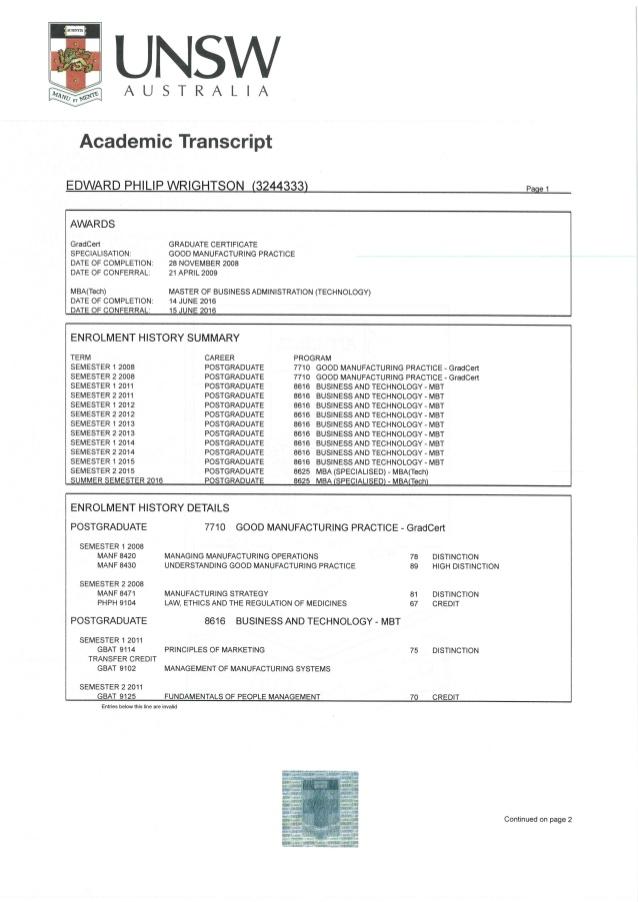 SCIENTIA
MANU ET MENTE
UNSW
AUSTRALIA
Academic Transcript
EDWARD PHILIP WRIGHTSON (3244333) Page 1
AWARDS
GradCert GRADUATE CERTIFICATE
SPECIALISATION: GOOD MANUFACTURING PRACTICE
DATE OF COMPLETION: 28 NOVEMBER 2008
DATE OF CONFERRAL: 21 APRIL 2009
MBA(Tech) MASTER OF BUSINESS ADMINISTRATION (TECHNOLOGY)
DATE OF COMPLETION: 14 JUNE 2016
DATE OF CONFERRAL: 15 JUNE 2016
ENROLMENT HISTORY SUMMARY
TERM CAREER PROGRAM
SEMESTER 1 2008 POSTGRADUATE 7710 GOOD MANUFACTURING PRACTICE - GradCert
SEMESTER 2 2008 POSTGRADUATE 7710 GOOD MANUFACTURING PRACTICE - GradCert
SEMESTER 1 2011 POSTGRADUATE 8616 BUSINESS AND TECHNOLOGY - MBT
SEMESTER 2 2011 POSTGRADUATE 8616 BUSINESS AND TECHNOLOGY - MBT
SEMESTER 1 2012 POSTGRADUATE 8616 BUSINESS AND TECHNOLOGY - MBT
SEMESTER 2 2012 POSTGRADUATE 8616 BUSINESS AND TECHNOLOGY - MBT
SEMESTER 1 2013 POSTGRADUATE 8616 BUSINESS AND TECHNOLOGY - MBT
SEMESTER 2 2013 POSTGRADUATE 8616 BUSINESS AND TECHNOLOGY - MBT
SEMESTER 1 2014 POSTGRADUATE 8616 BUSINESS AND TECHNOLOGY - MBT
SEMESTER 2 2014 POSTGRADUATE 8616 BUSINESS AND TECHNOLOGY - MBT
SEMESTER 1 2015 POSTGRADUATE 8616 BUSINESS AND TECHNOLOGY - MBT
SEMESTER 2 2015 POSTGRADUATE 8625 MBA (SPECIALISED) - MBA(Tech)
SUMMER SEMESTER 2016 POSTGRADUATE 8625 MBA (SPECIALISED) - MBA(Tech)
ENROLMENT HISTORY DETAILS
POSTGRADUATE 7710 GOOD MANUFACTURING PRACTICE - GradCert
SEMESTER 1 2008
MANF 8420 MANAGING MANUFACTURING OPERATIONS 78 DISTINCTION
MANF 8430 UNDERSTANDING GOOD MANUFACTURING PRACTICE 89 HIGH DISTINCTION
SEMESTER 2 2008
MANF 8471 MANUFACTURING STRATEGY 81 DISTINCTION
PHPH 9104 LAW, ETHICS AND THE REGULATION OF MEDICINES 67 CREDIT
POSTGRADUATE 8616 BUSINESS AND TECHNOLOGY - MBT
SEMESTER 1 2011
GBAT 9114 PRINCIPLES OF MARKETING 75 DISTINCTION
TRANSFER CREDIT
GBAT 9102 MANAGEMENT OF MANUFACTURING SYSTEMS
SEMESTER 2 2011
GBAT 9125 FUNDAMENTALS OF PEOPLE MANAGEMENT 70 CREDIT
Entries below this line are invalid
Continued on page 2